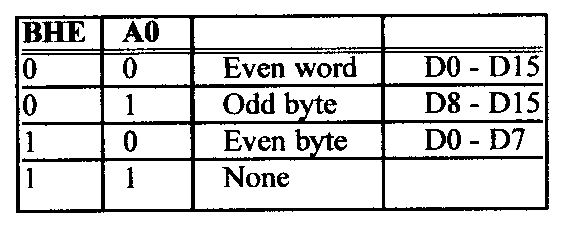 BHE A0
0 0 Even word D0 - D15
0 1 Odd byte D8 - D15
1 0 Even byte D0 - D7
1 1 None